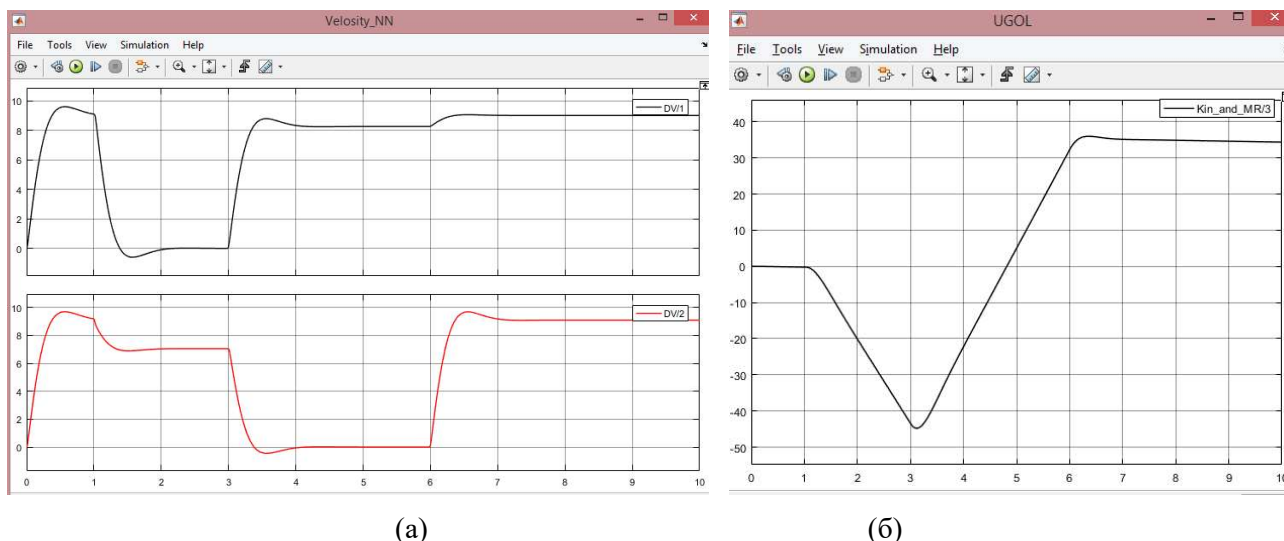 Velosity_NN
File Tools View Simulation Help
DV/1
10
8
6
4
2
0
DV/2
10
8
6
4
2
0
0 1 2 3 4 5 6 7 8 9 10
(а)
UGOL
File Tools View Simulation Help
Kin_and_MR/3
40
30
20
10
0
-10
-20
-30
-40
-50
0 1 2 3 4 5 6 7 8 9 10
(б)